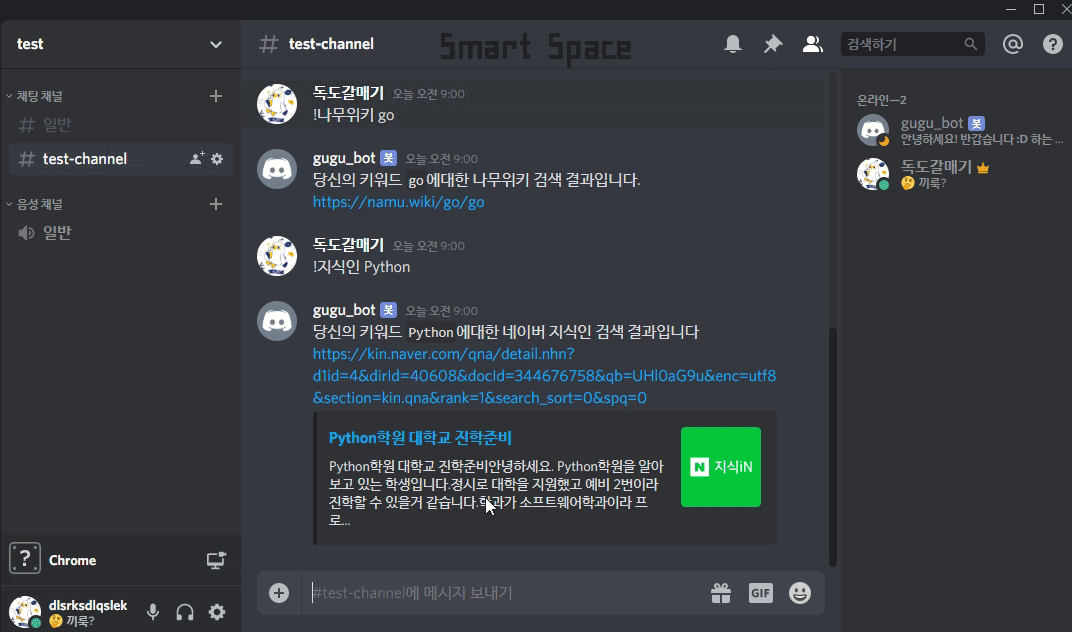 test
채팅 채널
# 일반
# test-channel
음성 채널
일반
? Chrome
dlsrksdlqslek
🤔 끼룩?
# test-channel
Smart Space
검색하기
독도갈매기 오늘 오전 9:00
!나무위키 go
gugu_bot 봇 오늘 오전 9:00
당신의 키워드 go에대한 나무위키 검색 결과입니다.
https://namu.wiki/go/go
독도갈매기 오늘 오전 9:00
!지식인 Python
gugu_bot 봇 오늘 오전 9:00
당신의 키워드 Python에대한 네이버 지식인 검색 결과입니다
https://kin.naver.com/qna/detail.nhn?
d1id=4&dirId=40608&docId=344676758&qb=UHl0aG9u&enc=utf8
&section=kin.qna&rank=1&search_sort=0&spq=0
Python학원 대학교 진학준비
Python학원 대학교 진학준비안녕하세요. Python학원을 알아
보고 있는 학생입니다.경시로 대학을 지원했고 예비 2번이라
진학할 수 있을거 같습니다.학과가 소프트웨어학과이라 프
로...
N 지식iN
#test-channel에 메시지 보내기
GIF
온라인—2
gugu_bot 봇
안녕하세요! 반갑습니다 :D 하는 ...
독도갈매기
🤔 끼룩?